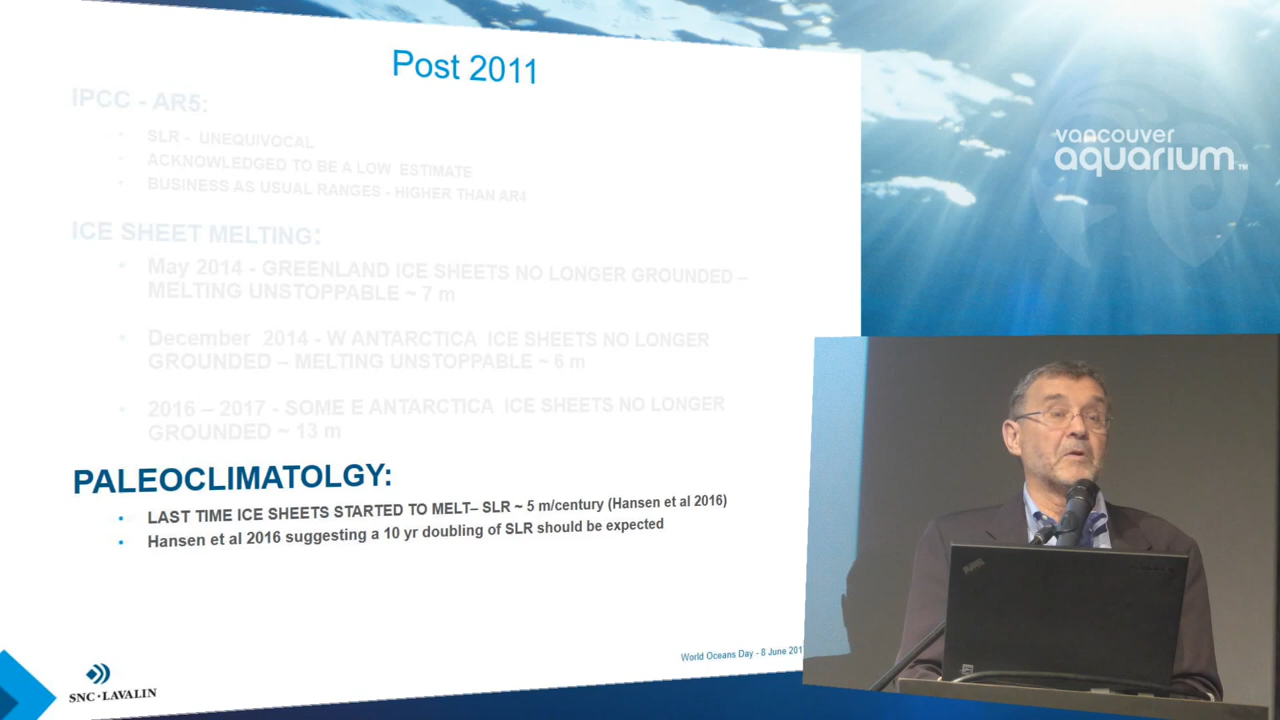 Post 2011
IPCC - AR5:
• SLR - UNEQUIVOCAL
• ACKNOWLEDGED TO BE A LOW ESTIMATE
• BUSINESS AS USUAL RANGES - HIGHER THAN AR4
ICE SHEET MELTING:
• May 2014 - GREENLAND ICE SHEETS NO LONGER GROUNDED –
MELTING UNSTOPPABLE ~ 7 m
• December 2014 - W ANTARCTICA ICE SHEETS NO LONGER
GROUNDED – MELTING UNSTOPPABLE ~ 6 m
• 2016 – 2017 - SOME E ANTARCTICA ICE SHEETS NO LONGER
GROUNDED ~ 13 m
PALEOCLIMATOLGY:
• LAST TIME ICE SHEETS STARTED TO MELT– SLR ~ 5 m/century (Hansen et al 2016)
• Hansen et al 2016 suggesting a 10 yr doubling of SLR should be expected
World Oceans Day - 8 June 201
SNC·LAVALIN
vancouver
aquarium™